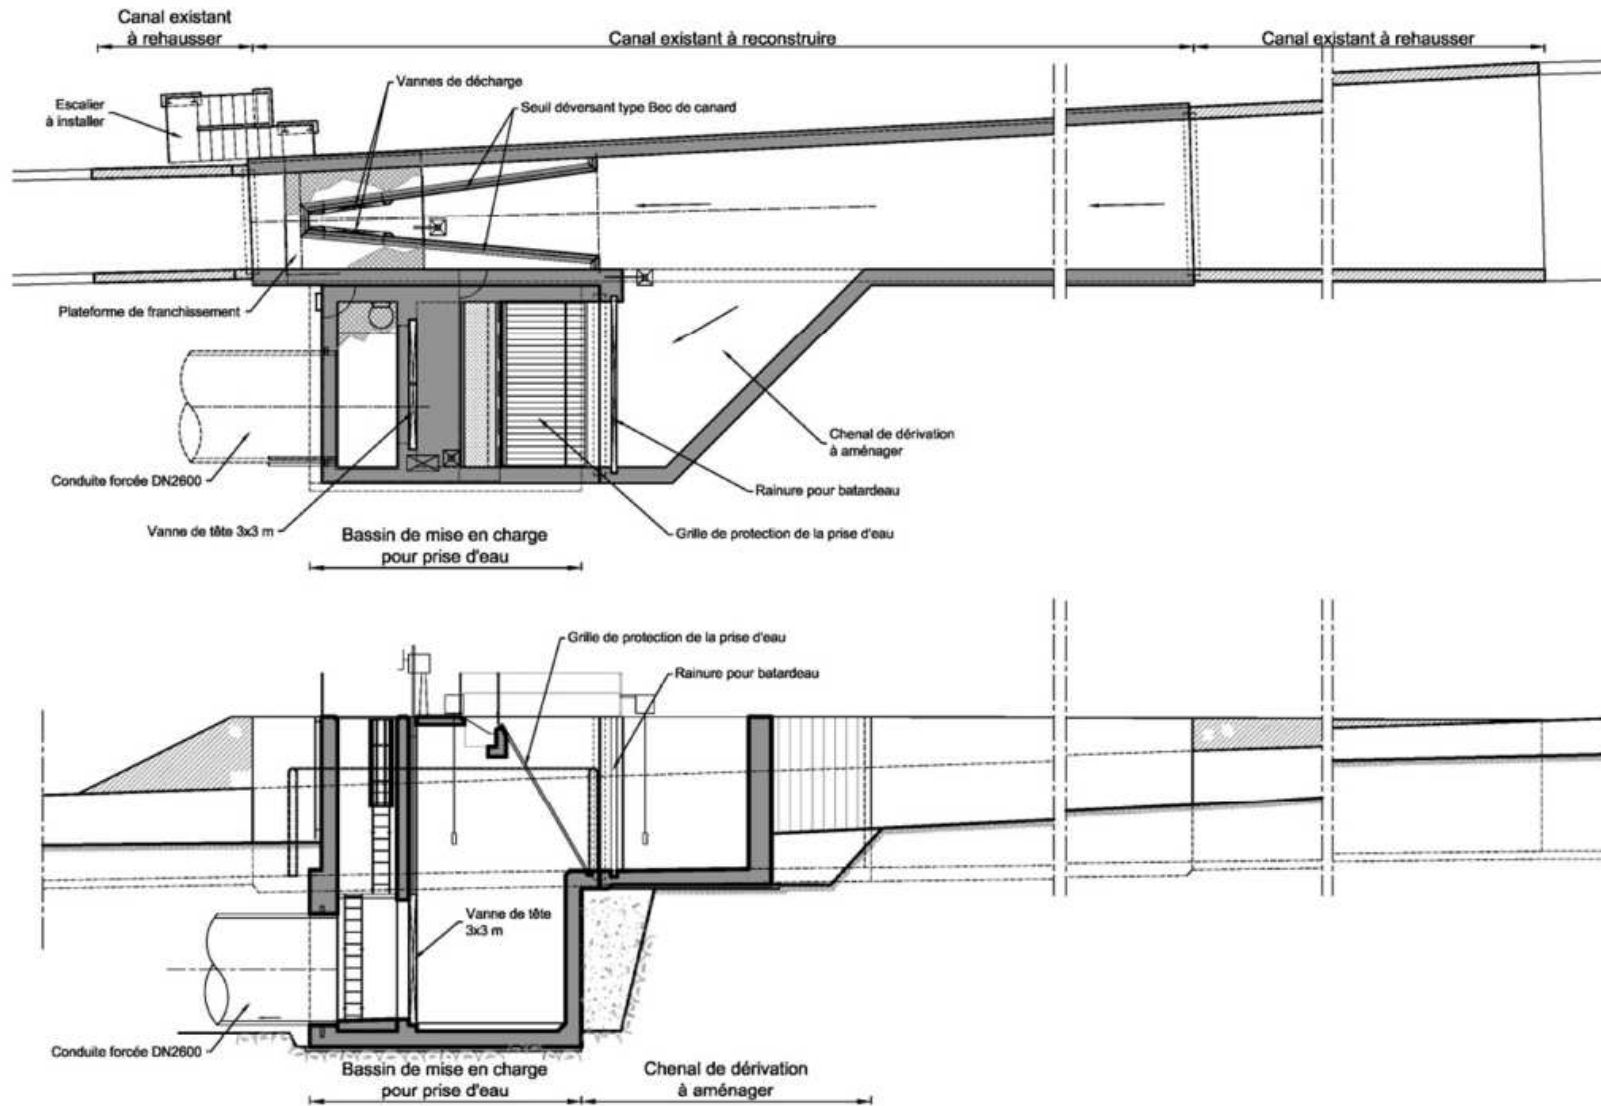 Canal existant
à rehausser
Canal existant à reconstruire
Canal existant à rehausser
Vannes de décharge
Escalier
à installer
Seuil déversant type Bec de canard
Plateforme de franchissement
Chenal de dérivation
à aménager
Conduite forcée DN2600
Rainure pour batardeau
Vanne de tête 3x3 m
Grille de protection de la prise d'eau
Bassin de mise en charge
pour prise d'eau
Grille de protection de la prise d'eau
Rainure pour batardeau
Vanne de tête
3x3 m
Conduite forcée DN2600
Bassin de mise en charge
pour prise d'eau
Chenal de dérivation
à aménager